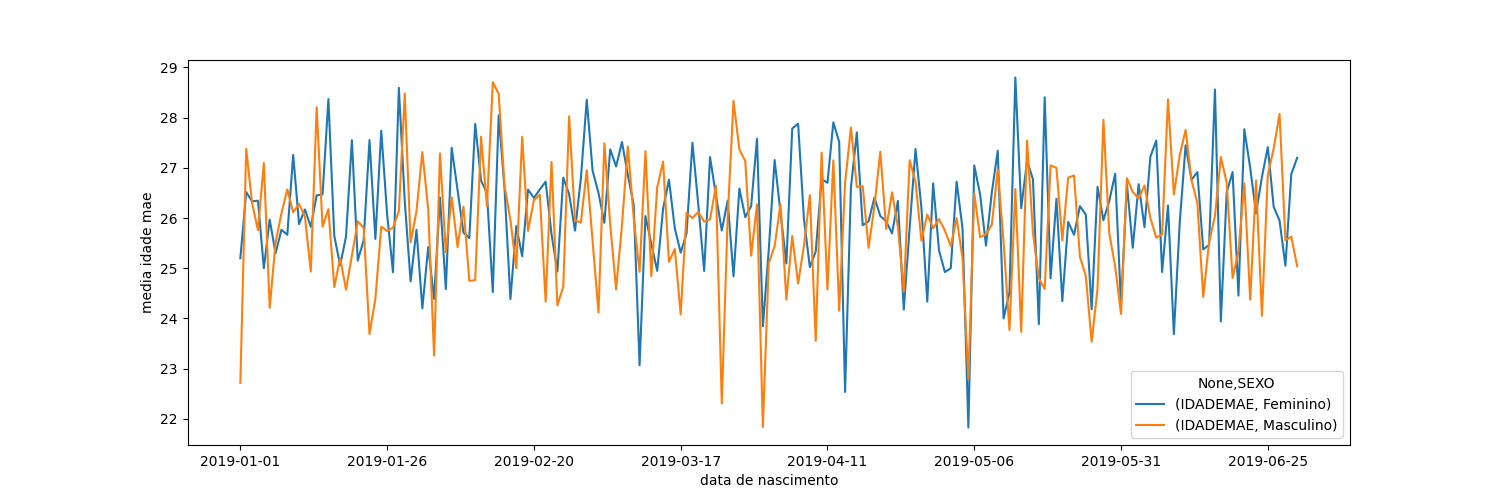 29
28
27
26
25
24
23
22
media idade mae
2019-01-01 2019-01-26 2019-02-20 2019-03-17 2019-04-11 2019-05-06 2019-05-31 2019-06-25
data de nascimento
None,SEXO
(IDADEMAE, Feminino)
(IDADEMAE, Masculino)